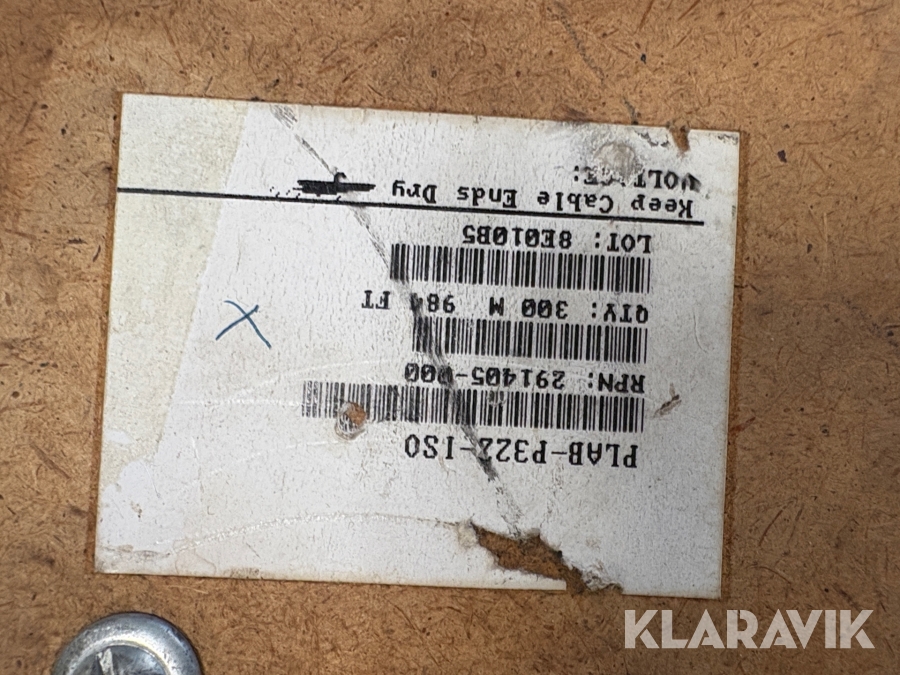 PLAB-P322-ISO
RPN: 291405-000
QTY: 300 M 984 FT
LOT: 8E010B5
Keep Cable Ends Dry
VOLTAGE:
KLARAVIK